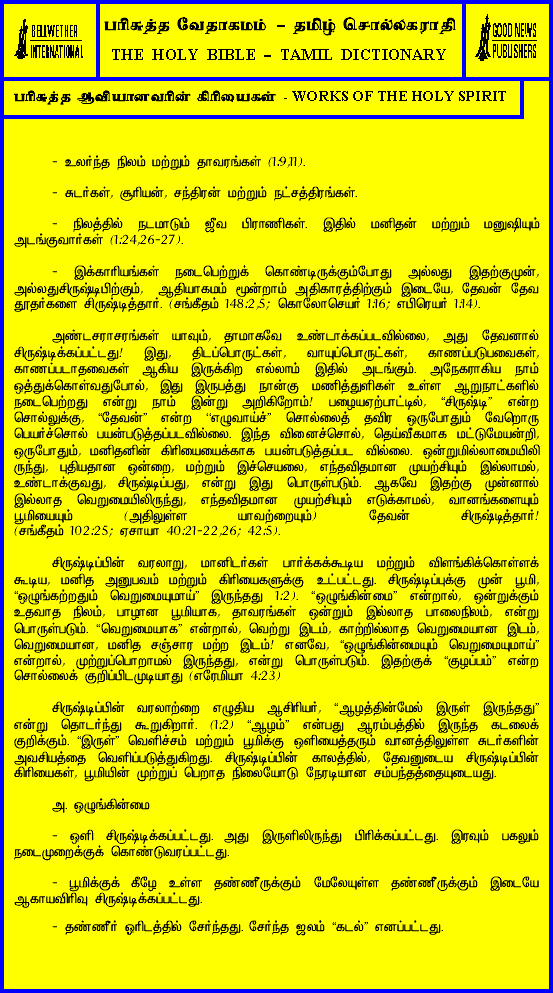 BELLWETHER
INTERNATIONAL
பரிசுத்த வேதாகமம் – தமிழ் சொல்லகராதி
THE HOLY BIBLE – TAMIL DICTIONARY
GOOD NEWS
PUBLISHERS
பரிசுத்த ஆவியானவரின் கிரியைகள் - WORKS OF THE HOLY SPIRIT
- உலர்ந்த நிலம் மற்றும் தாவரங்கள் (1:9,11).
- சுடர்கள், சூரியன், சந்திரன் மற்றும் நட்சத்திரங்கள்.
- நிலத்தில் நடமாடும் ஜீவ பிராணிகள். இதில் மனிதன் மற்றும் மனுஷியும்
அடங்குவார்கள் (1:24,26-27).
- இக்காரியங்கள் நடைபெற்றுக் கொண்டிருக்கும்போது அல்லது இதற்குமுன்,
அல்லதுசிருஷ்டிபிற்கும், ஆதியாகமம் மூன்றாம் அதிகாரத்திற்கும் இடையே, தேவன் தேவ
தூதர்களை சிருஷ்டித்தார். (சங்கீதம் 148:2,5; கொலோசெயர் 1:16; எபிரெயர் 1:14).
அண்டசராசரங்கள் யாவும், தாமாகவே உண்டாக்கப்படவில்லை, அது தேவனால்
சிருஷ்டிக்கப்பட்டது! இது, திடப்பொருட்கள், வாயுப்பொருட்கள், காணப்படுபவைகள்,
காணப்படாதவைகள் ஆகிய இருக்கிற எல்லாம் இதில் அடங்கும். அநேகராகிய நாம்
ஒத்துக்கொள்வதுபோல், இது இருபத்து நான்கு மணித்துளிகள் உள்ள ஆறுநாட்களில்
நடைபெற்றது என்று நாம் இன்று அறிகிறோம்! பழையஏற்பாட்டில், "சிருஷ்டி" என்ற
சொல்லுக்கு, "தேவன்" என்ற "எழுவாய்ச்" சொல்லைத் தவிர ஒருபோதும் வேறொரு
பெயர்ச்சொல் பயன்படுத்தப்படவில்லை. இந்த வினைச்சொல், தெய்வீகமாக மட்டுமேயன்றி,
ஒருபோதும், மனிதனின் கிரியையைக்காக பயன்படுத்தப்பட வில்லை. ஒன்றுமில்லாமையிலி
ருந்து, புதியதான ஒன்றை, மற்றும் இச்செயலை, எந்தவிதமான முயற்சியும் இல்லாமல்,
உண்டாக்குவது, சிருஷ்டிப்பது, என்று இது பொருள்படும். ஆகவே இதற்கு முன்னால்
இல்லாத வெறுமையிலிருந்து, எந்தவிதமான முயற்சியும் எடுக்காமல், வானங்களையும்
பூமியையும் (அதிலுள்ள யாவற்றையும்) தேவன் சிருஷ்டித்தார்!
(சங்கீதம் 102:25; ஏசாயா 40:21-22,26; 42:5).
சிருஷ்டிப்பின் வரலாறு, மானிடர்கள் பார்க்கக்கூடிய மற்றும் விளங்கிக்கொள்ளக்
கூடிய, மனித அனுபவம் மற்றும் கிரியைகளுக்கு உட்பட்டது. சிருஷ்டிப்புக்கு முன் பூமி,
"ஒழுங்கற்றதும் வெறுமையுமாய்" இருந்தது 1:2). "ஒழுங்கின்மை" என்றால், ஒன்றுக்கும்
உதவாத நிலம், பாழான பூமியாக, தாவரங்கள் ஒன்றும் இல்லாத பாலைநிலம், என்று
பொருள்படும். "வெறுமையாக" என்றால், வெற்று இடம், காற்றில்லாத வெறுமையான இடம்,
வெறுமையான, மனித சஞ்சார மற்ற இடம்! எனவே, "ஒழுங்கின்மையும் வெறுமையுமாய்"
என்றால், முற்றுப்பொறாமல் இருந்தது, என்று பொருள்படும். இதற்குக் "குழப்பம்" என்ற
சொல்லைக் குறிப்பிடமுடியாது (எரேமியா 4:23)
சிருஷ்டிப்பின் வரலாற்றை எழுதிய ஆசிரியர், "ஆழத்தின்மேல் இருள் இருந்தது"
என்று தொடர்ந்து கூறுகிறார். (1:2) "ஆழம்" என்பது ஆரம்பத்தில் இருந்த கடலைக்
குறிக்கும். "இருள்" வெளிச்சம் மற்றும் பூமிக்கு ஒளியைத்தரும் வானத்திலுள்ள சுடர்களின்
அவசியத்தை வெளிப்படுத்துகிறது. சிருஷ்டிப்பின் காலத்தில், தேவனுடைய சிருஷ்டிப்பின்
கிரியைகள், பூமியின் முற்றுப் பெறாத நிலையோடு நேரடியான சம்பந்தத்தையுடையது.
அ. ஒழுங்கின்மை
- ஒளி சிருஷ்டிக்கப்பட்டது. அது இருளிலிருந்து பிரிக்கப்பட்டது. இரவும் பகலும்
நடைமுறைக்குக் கொண்டுவரப்பட்டது.
- பூமிக்குக் கீழே உள்ள தண்ணீருக்கும் மேலேயுள்ள தண்ணீருக்கும் இடையே
ஆகாயவிரிவு சிருஷ்டிக்கப்பட்டது.
- தண்ணீர் ஓரிடத்தில் சேர்ந்தது. சேர்ந்த ஜலம் "கடல்" எனப்பட்டது.